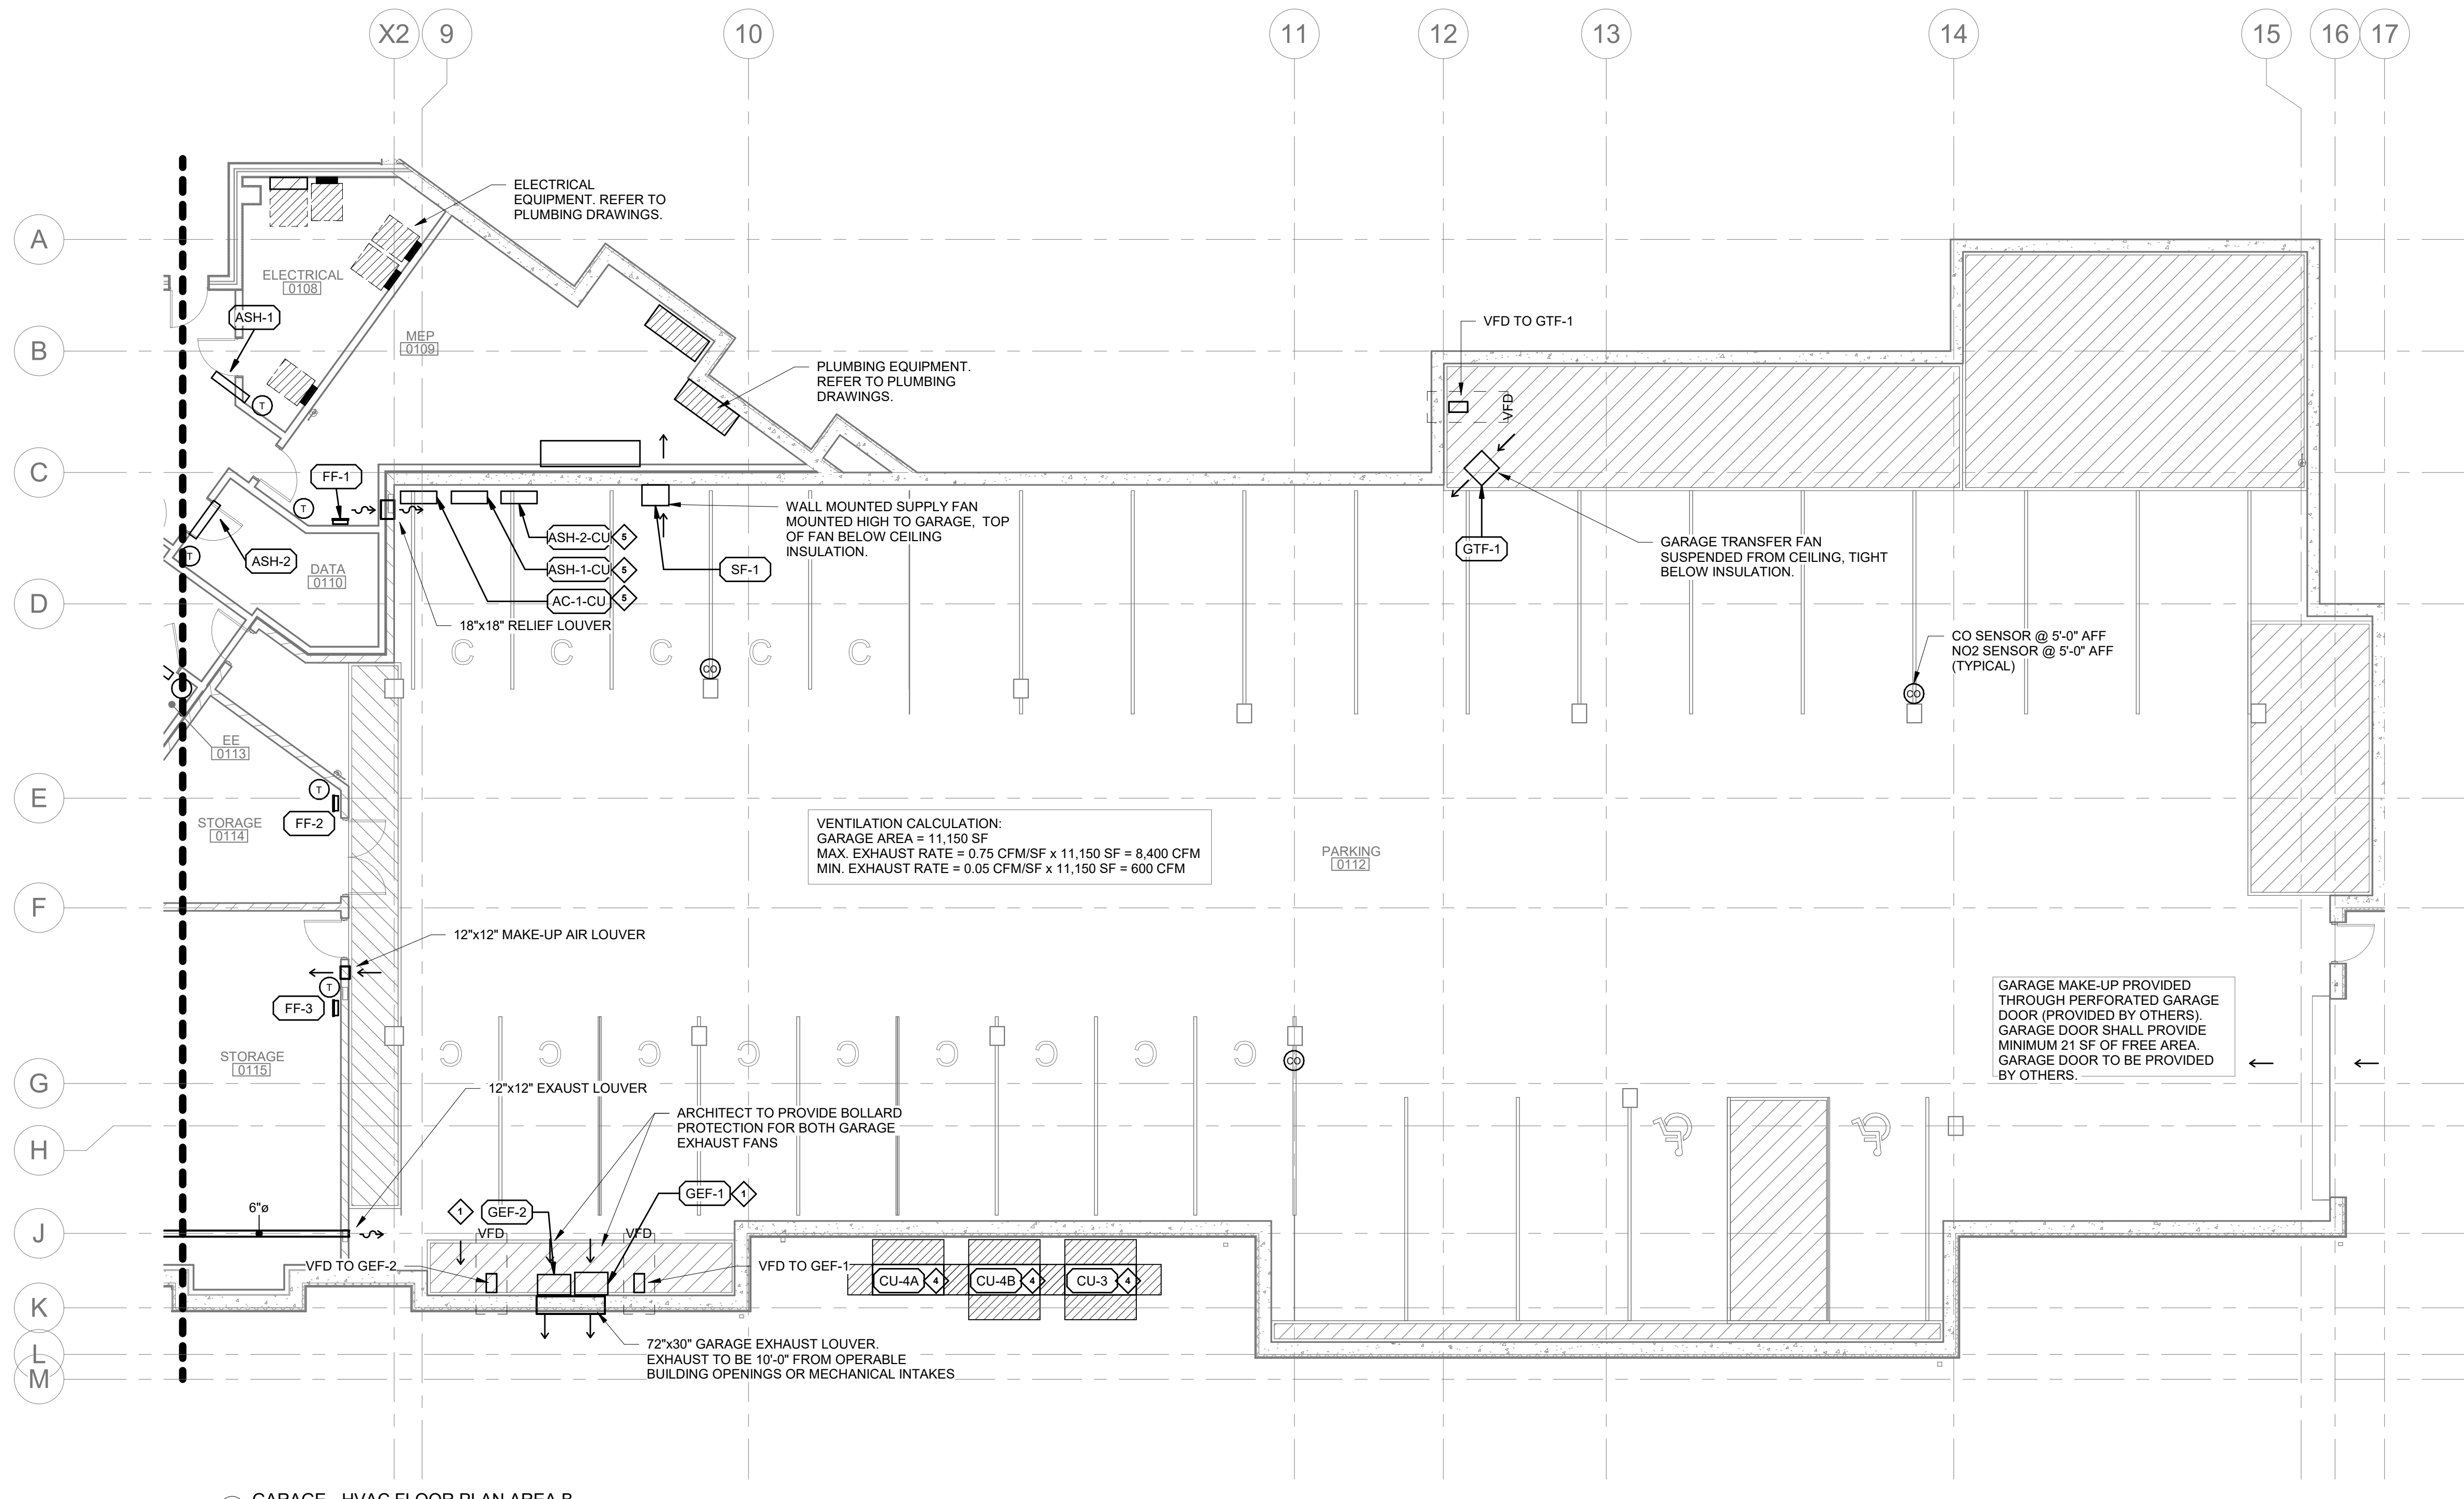 X2
9
10
11
12
13
14
15
16
17
A
B
C
D
E
F
G
H
J
K
L
M
ELECTRICAL
EQUIPMENT. REFER TO
PLUMBING DRAWINGS.
ELECTRICAL
0108
ASH-1
T
MEP
0109
PLUMBING EQUIPMENT.
REFER TO PLUMBING
DRAWINGS.
VFD TO GTF-1
VFD
FF-1
T
T
ASH-2
DATA
0110
WALL MOUNTED SUPPLY FAN
MOUNTED HIGH TO GARAGE, TOP
OF FAN BELOW CEILING
INSULATION.
ASH-2-CU 5
ASH-1-CU 5
AC-1-CU 5
SF-1
18"x18" RELIEF LOUVER
GTF-1
GARAGE TRANSFER FAN
SUSPENDED FROM CEILING, TIGHT
BELOW INSULATION.
CO SENSOR @ 5'-0" AFF
NO2 SENSOR @ 5'-0" AFF
(TYPICAL)
C C C C C
CO
CO
EE
0113
T
STORAGE
0114
FF-2
VENTILATION CALCULATION:
GARAGE AREA = 11,150 SF
MAX. EXHAUST RATE = 0.75 CFM/SF x 11,150 SF = 8,400 CFM
MIN. EXHAUST RATE = 0.05 CFM/SF x 11,150 SF = 600 CFM
PARKING
0112
12"x12" MAKE-UP AIR LOUVER
T
FF-3
STORAGE
0115
GARAGE MAKE-UP PROVIDED
THROUGH PERFORATED GARAGE
DOOR (PROVIDED BY OTHERS).
GARAGE DOOR SHALL PROVIDE
MINIMUM 21 SF OF FREE AREA.
GARAGE DOOR TO BE PROVIDED
BY OTHERS.
C C C C C C C C C
CO
12"x12" EXAUST LOUVER
ARCHITECT TO PROVIDE BOLLARD
PROTECTION FOR BOTH GARAGE
EXHAUST FANS
6"ø
1 GEF-2
GEF-1 1
VFD
VFD
VFD TO GEF-2
VFD TO GEF-1
CU-4A 4
CU-4B 4
CU-3 4
72"x30" GARAGE EXHAUST LOUVER.
EXHAUST TO BE 10'-0" FROM OPERABLE
BUILDING OPENINGS OR MECHANICAL INTAKES
GARAGE - HVAC FLOOR PLAN AREA B